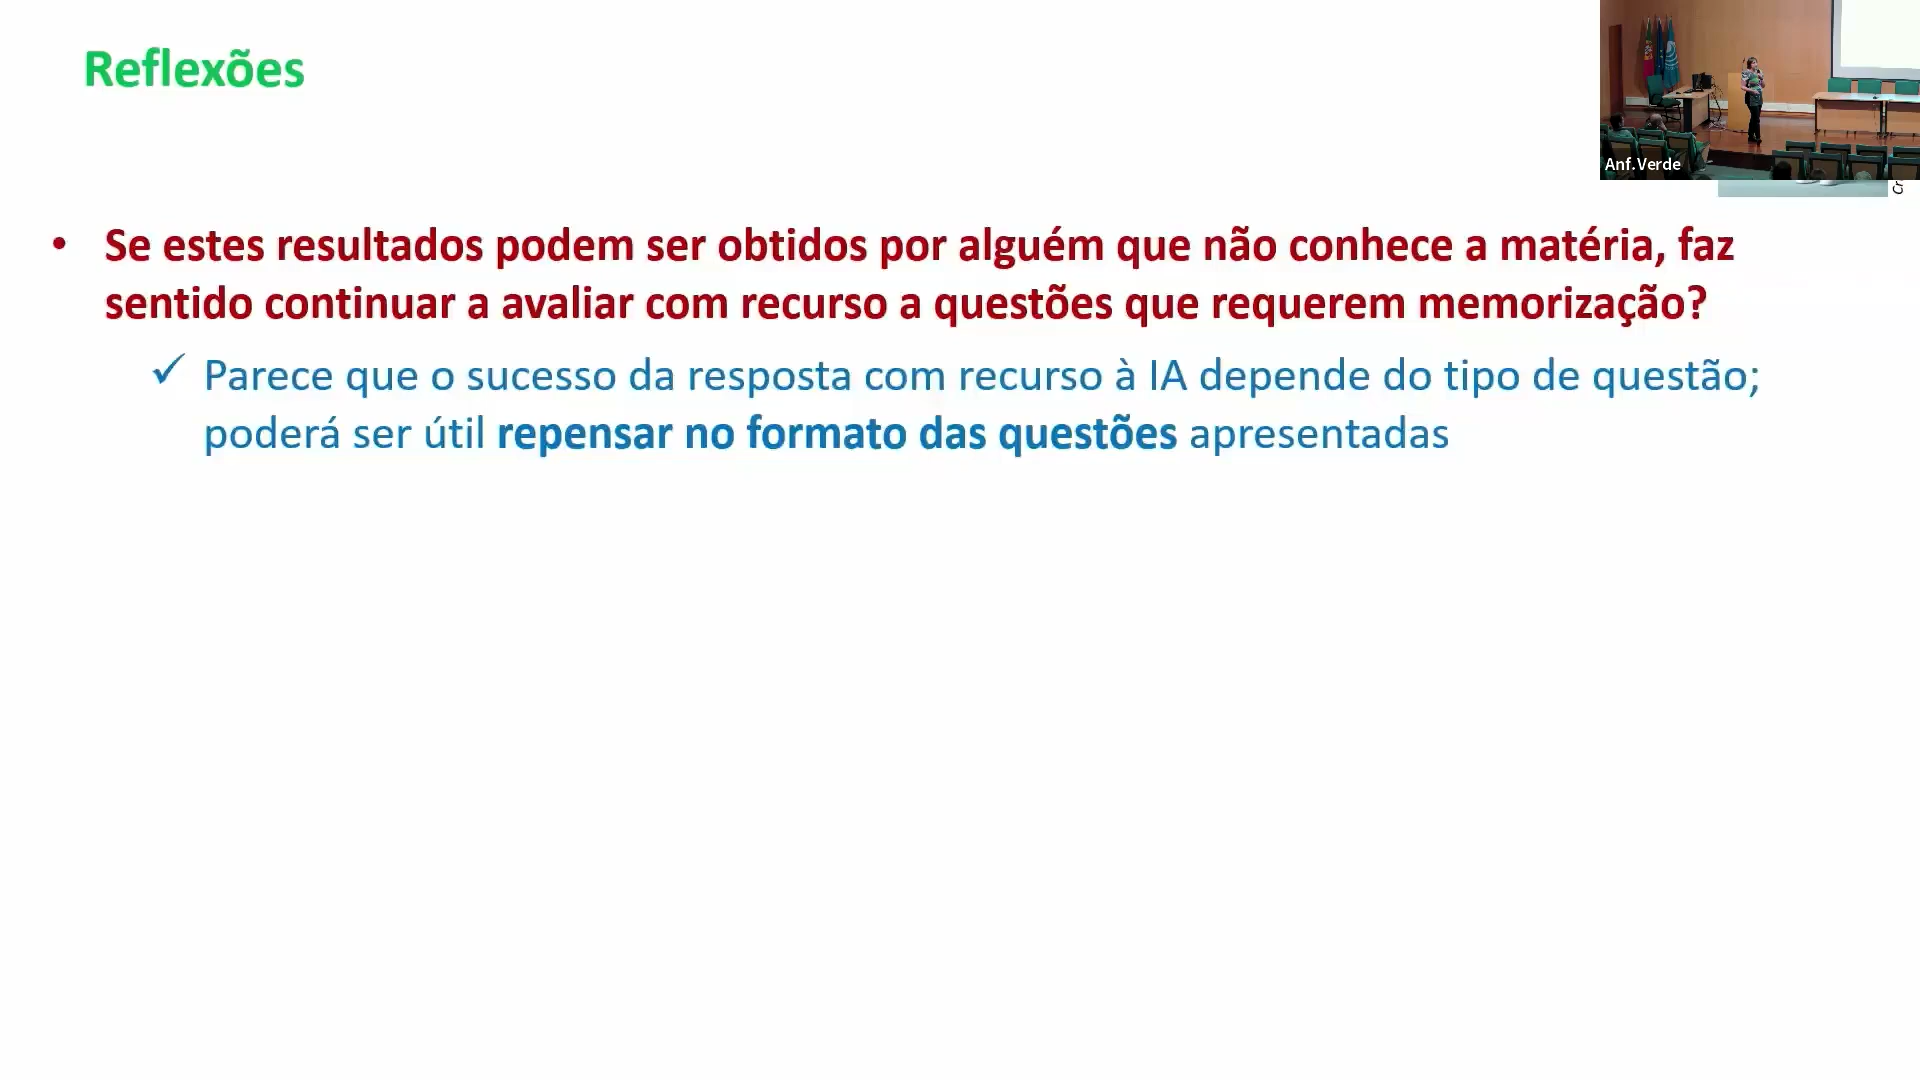 Reflexões
Anf.Verde
Cr
• Se estes resultados podem ser obtidos por alguém que não conhece a matéria, faz
sentido continuar a avaliar com recurso a questões que requerem memorização?
✓ Parece que o sucesso da resposta com recurso à IA depende do tipo de questão;
poderá ser útil repensar no formato das questões apresentadas